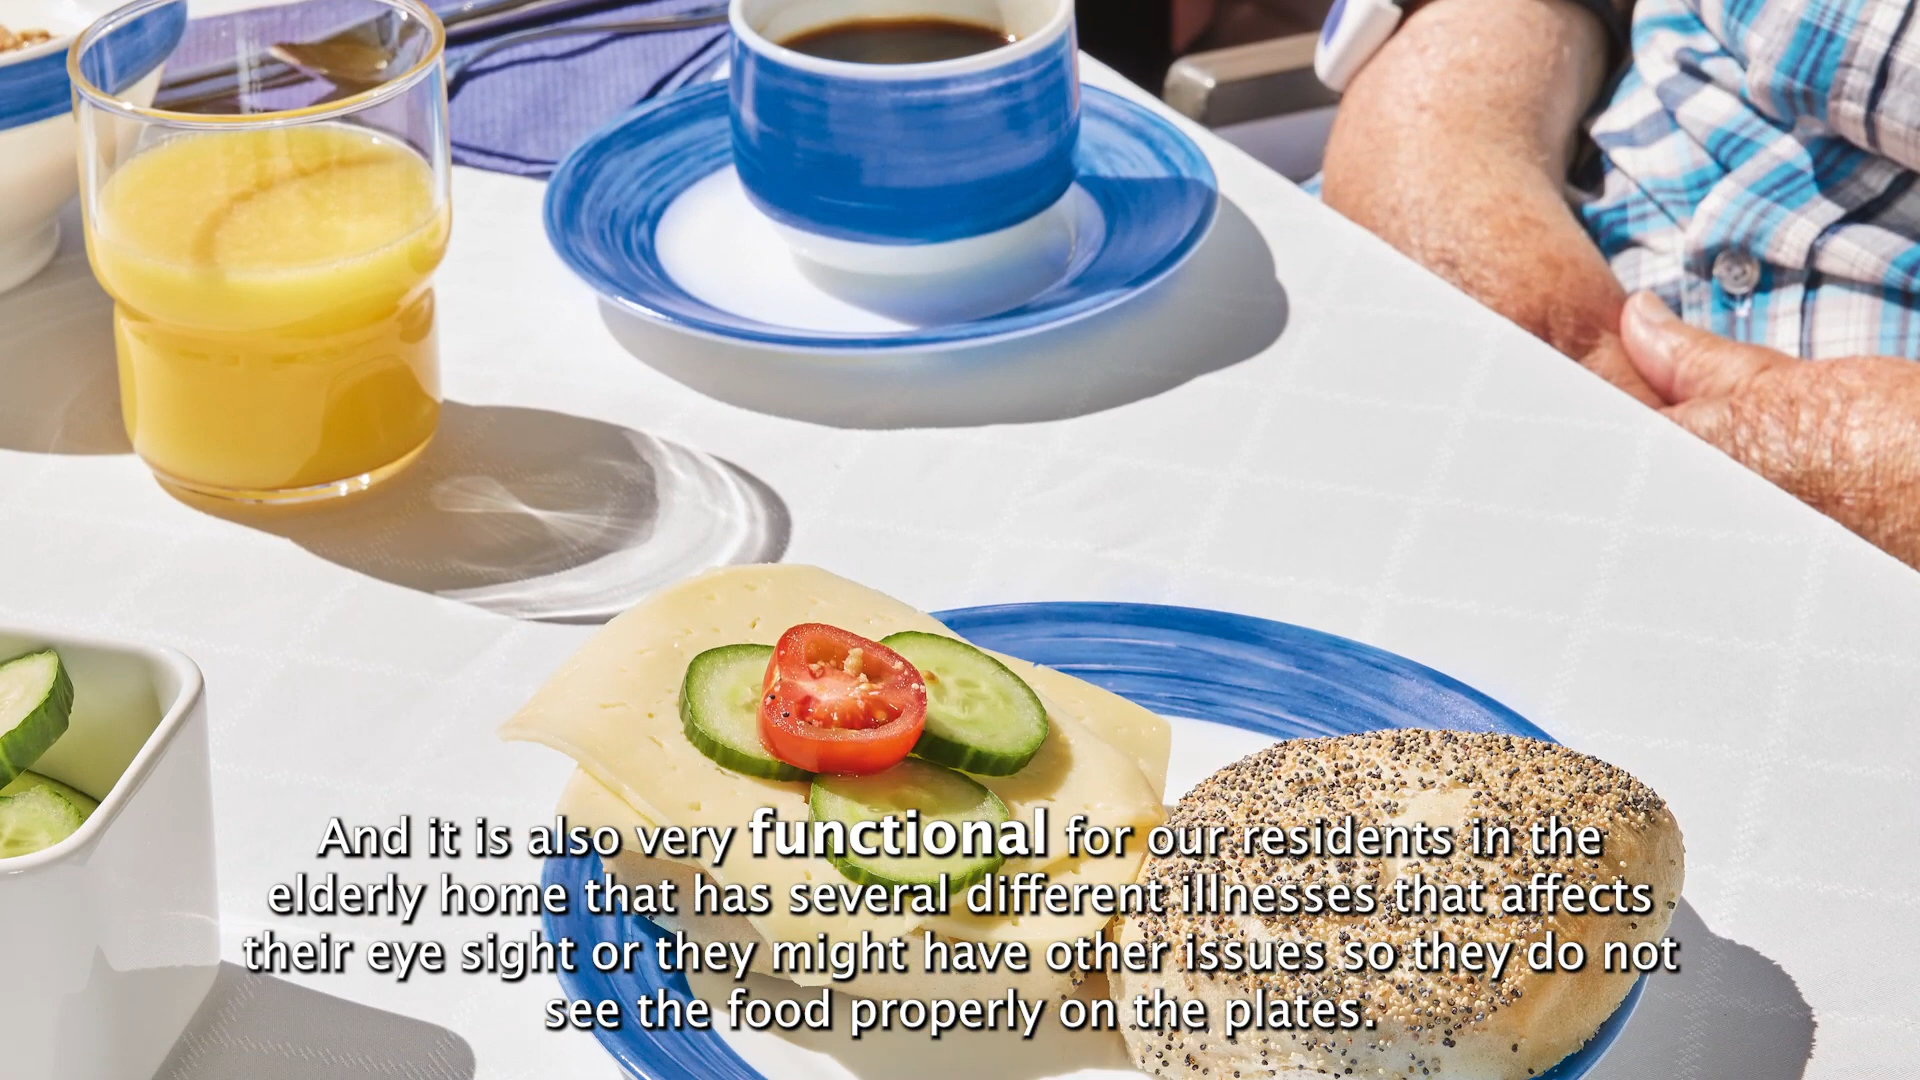 And it is also very functional for our residents in the
elderly home that has several different illnesses that affects
their eye sight or they might have other issues so they do not
see the food properly on the plates.